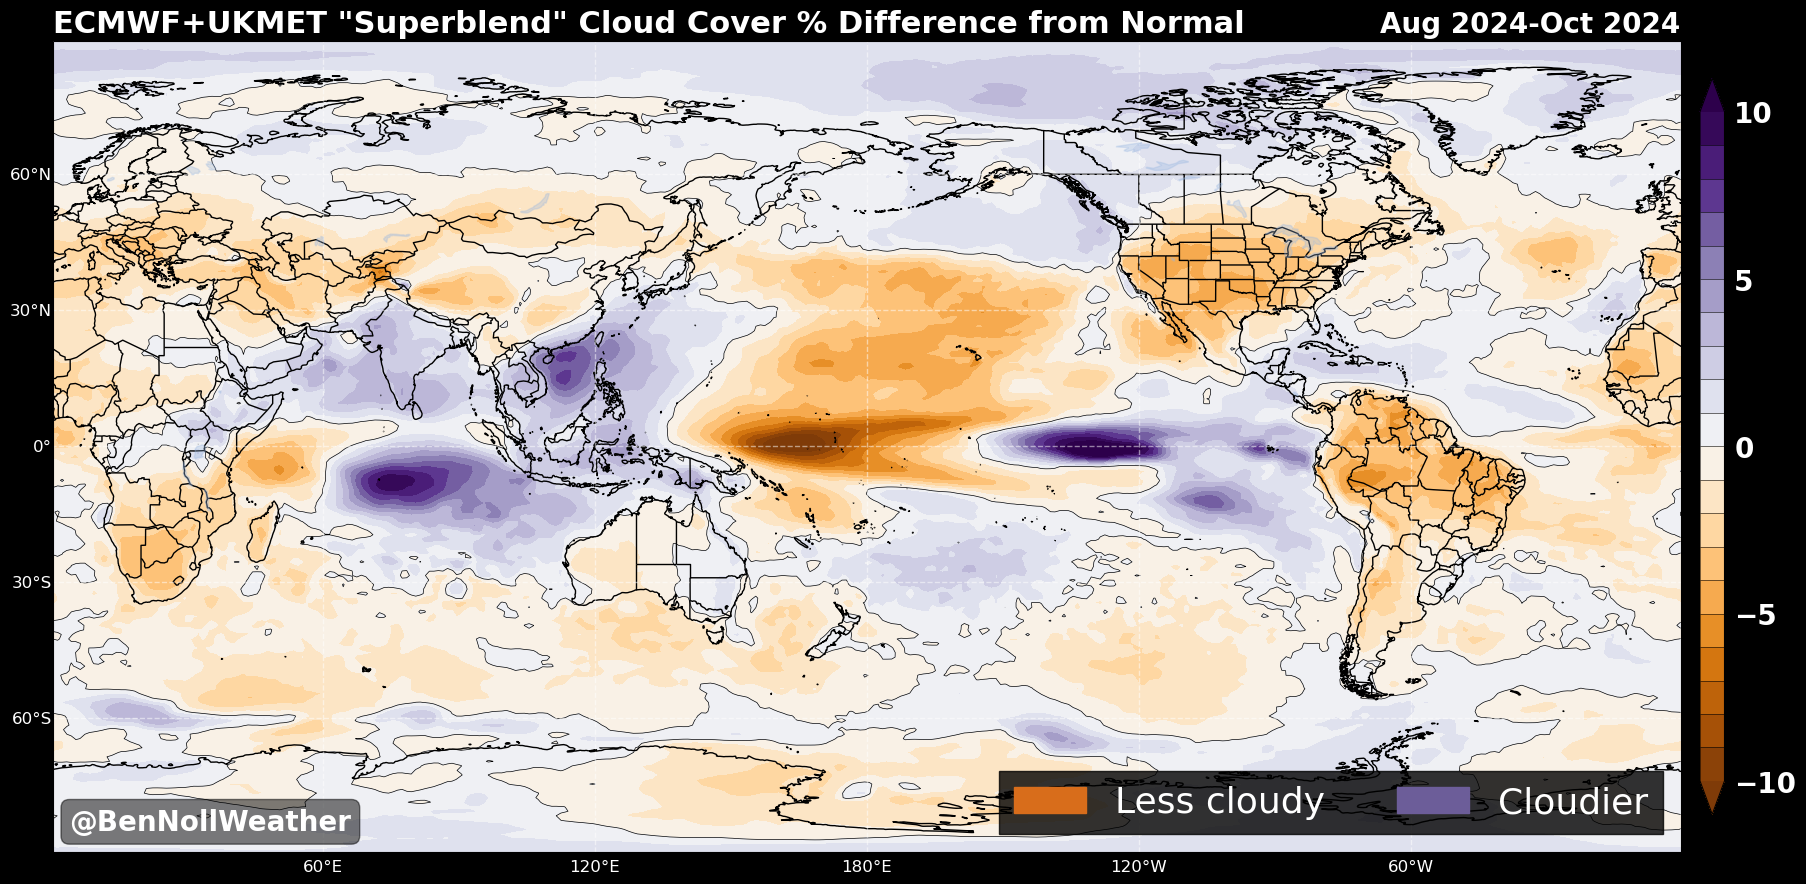 ECMWF+UKMET "Superblend" Cloud Cover % Difference from Normal
Aug 2024-Oct 2024
60°N
30°N
0°
30°S
60°S
60°E
120°E
180°E
120°W
60°W
10
5
0
−5
−10
Less cloudy
Cloudier
@BenNollWeather